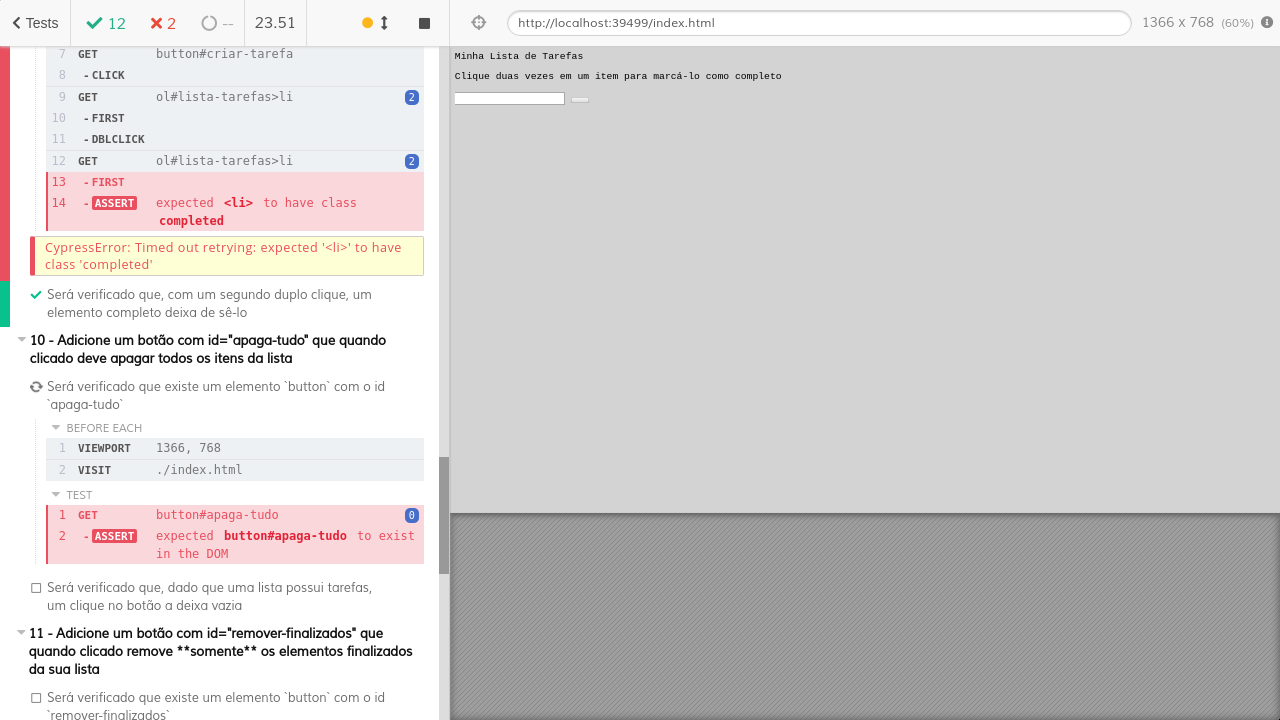 Tests
12
2
--
23.51
http://localhost:39499/index.html
1366 x 768 (60%)
7 GET button#criar-tarefa
8 - CLICK
9 GET ol#lista-tarefas>li 2
10 - FIRST
11 - DBLCLICK
12 GET ol#lista-tarefas>li 2
13 - FIRST
14 - ASSERT expected <li> to have class
completed
CypressError: Timed out retrying: expected '<li>' to have
class 'completed'
Será verificado que, com um segundo duplo clique, um
elemento completo deixa de sê-lo
10 - Adicione um botão com id="apaga-tudo" que quando
clicado deve apagar todos os itens da lista
Será verificado que existe um elemento `button` com o id
`apaga-tudo`
BEFORE EACH
1 VIEWPORT 1366, 768
2 VISIT ./index.html
TEST
1 GET button#apaga-tudo 0
2 - ASSERT expected button#apaga-tudo to exist
in the DOM
Será verificado que, dado que uma lista possui tarefas,
um clique no botão a deixa vazia
11 - Adicione um botão com id="remover-finalizados" que
quando clicado remove **somente** os elementos finalizados
da sua lista
Será verificado que existe um elemento `button` com o id
`remover-finalizados`
Minha Lista de Tarefas
Clique duas vezes em um item para marcá-lo como completo